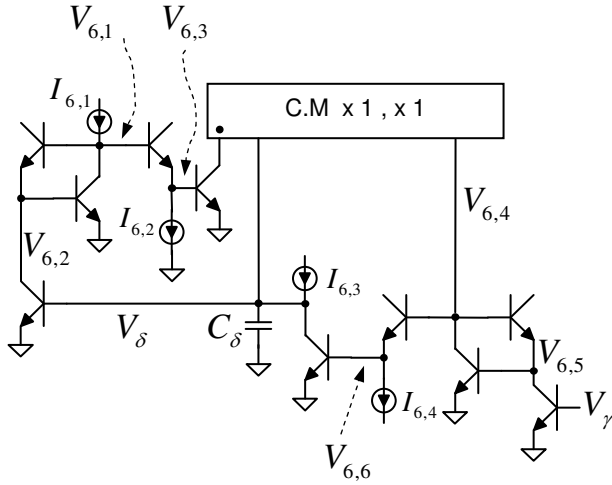 V6,1 V6,3
I6,1
C.M x 1 , x 1
I6,2
V6,4
V6,2
I6,3
Vδ Cδ
V6,5
I6,4
Vγ
V6,6